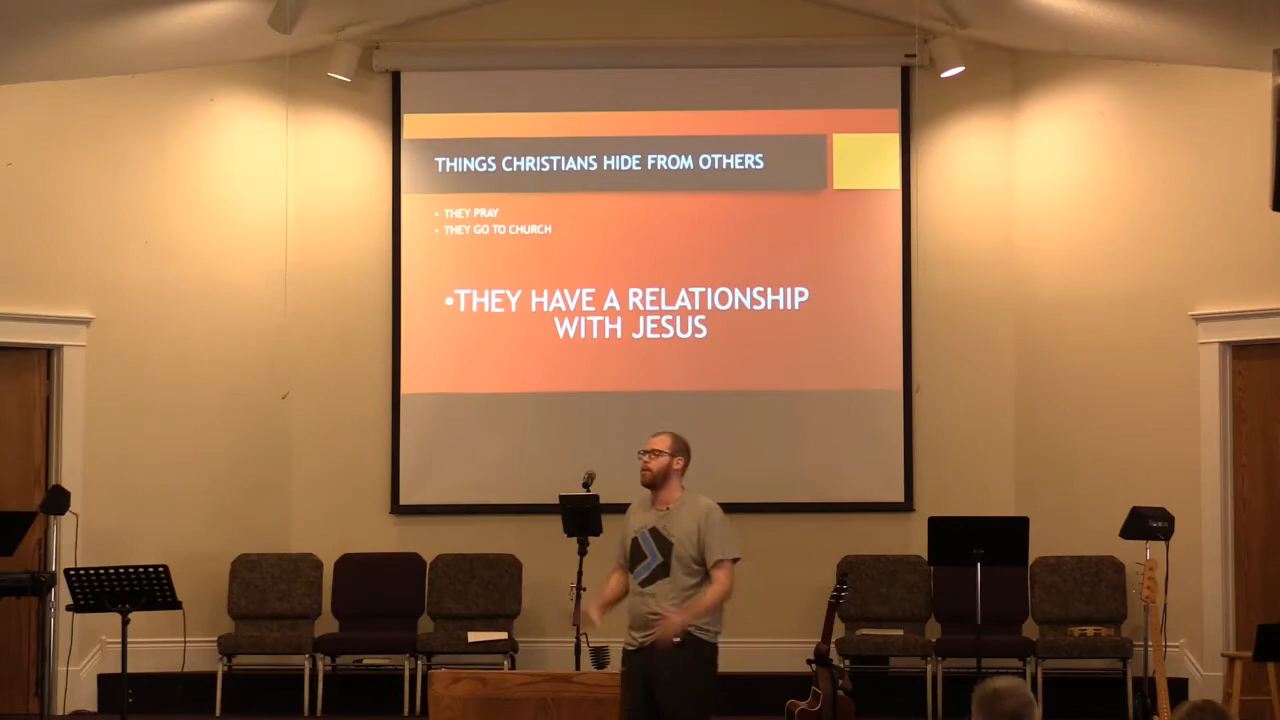 THINGS CHRISTIANS HIDE FROM OTHERS
• THEY PRAY
• THEY GO TO CHURCH
•THEY HAVE A RELATIONSHIP
WITH JESUS